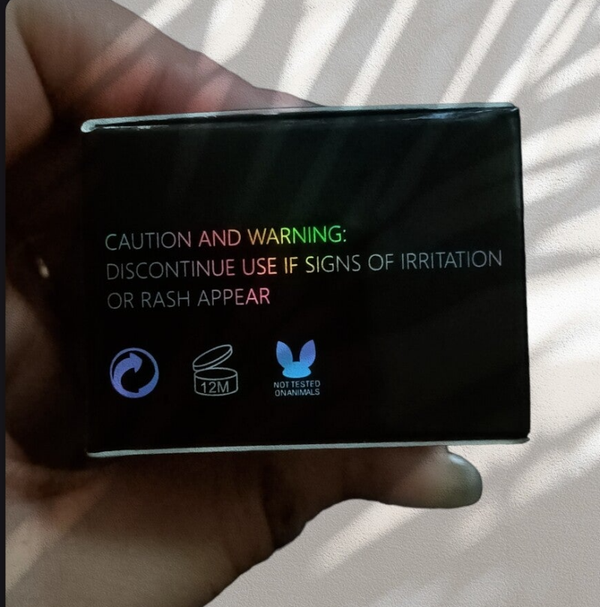 CAUTION AND WARNING:
DISCONTINUE USE IF SIGNS OF IRRITATION
OR RASH APPEAR
12M
NOT TESTED
ON ANIMALS